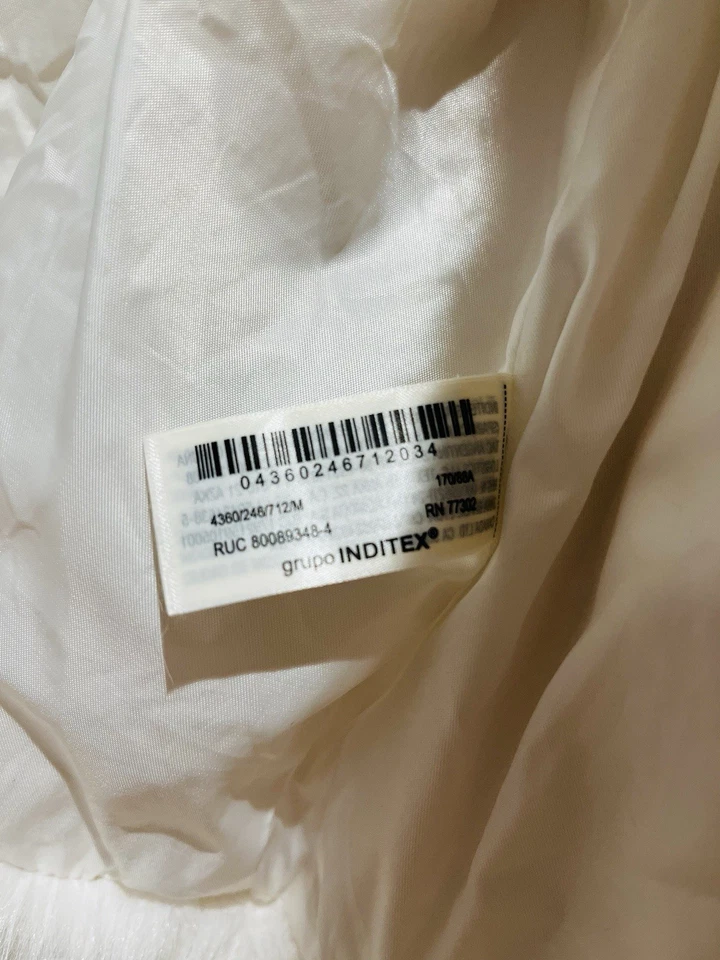 04360246712034
4360/246/712/M 170/88A
RUC 80089348-4 RN 77302
grupo INDITEX®